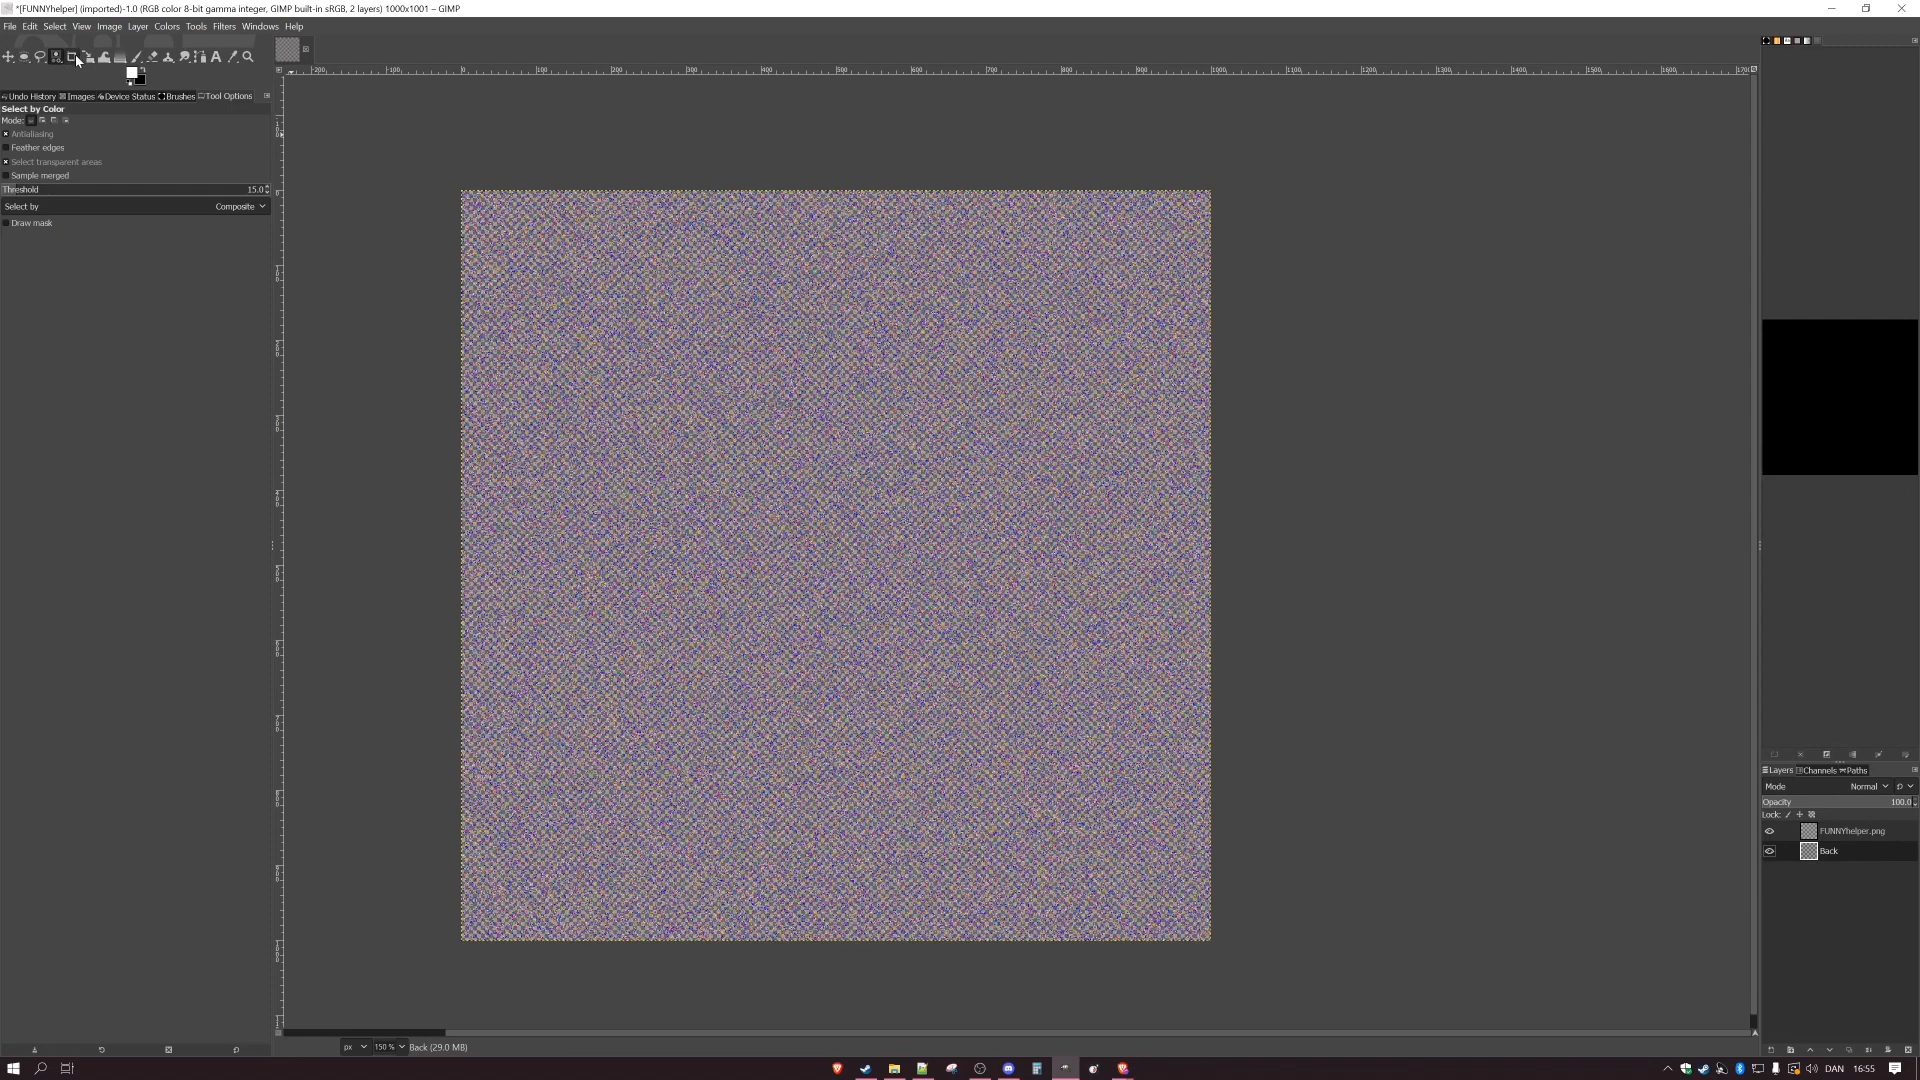 *[FUNNYhelper] (imported)-1.0 (RGB color 8-bit gamma integer, GIMP built-in sRGB, 2 layers) 1000x1001 – GIMP
File Edit Select View Image Layer Colors Tools Filters Windows Help
Undo History Images Device Status Brushes Tool Options
Select by Color
Mode:
Antialiasing
Feather edges
Select transparent areas
Sample merged
Threshold 15.0
Select by Composite
Draw mask
Layers Channels Paths
Mode Normal
Opacity 100.0
Lock:
FUNNYhelper.png
Back
px 150 % Back (29.0 MB)
DAN 16:55